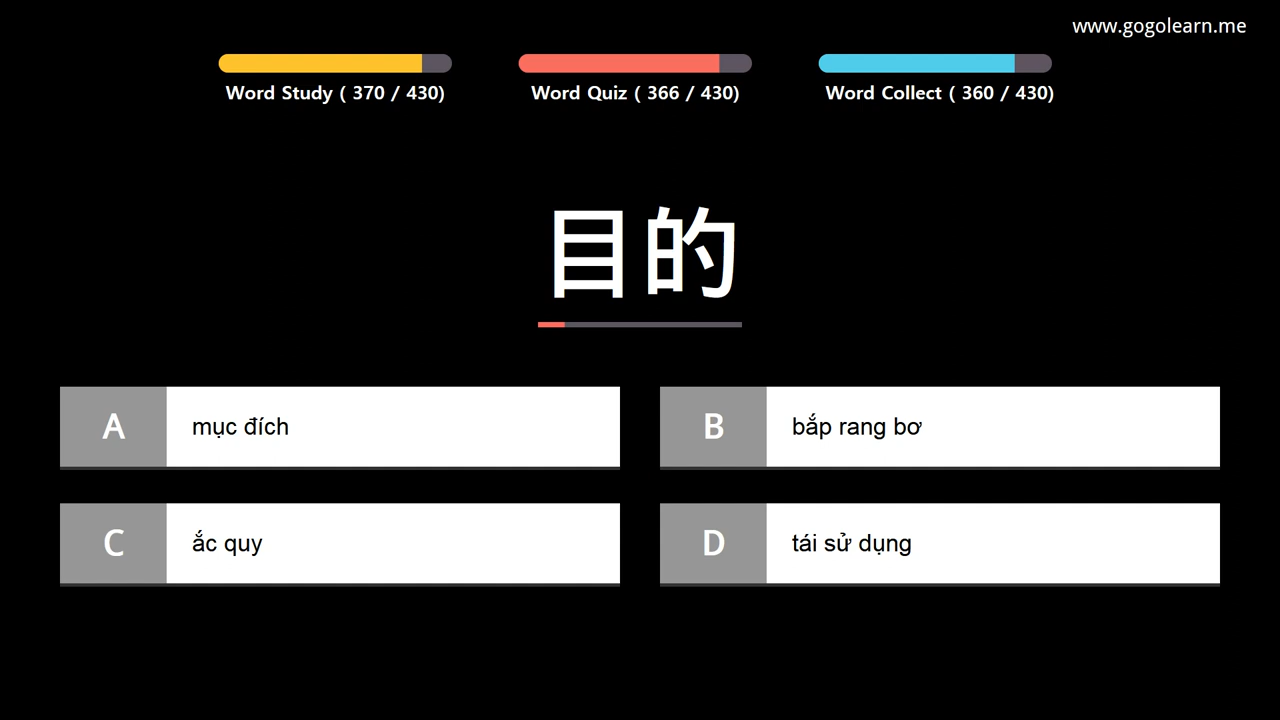 www.gogolearn.me
Word Study ( 370 / 430)
Word Quiz ( 366 / 430)
Word Collect ( 360 / 430)
目的
A mục đích
B bắp rang bơ
C ắc quy
D tái sử dụng